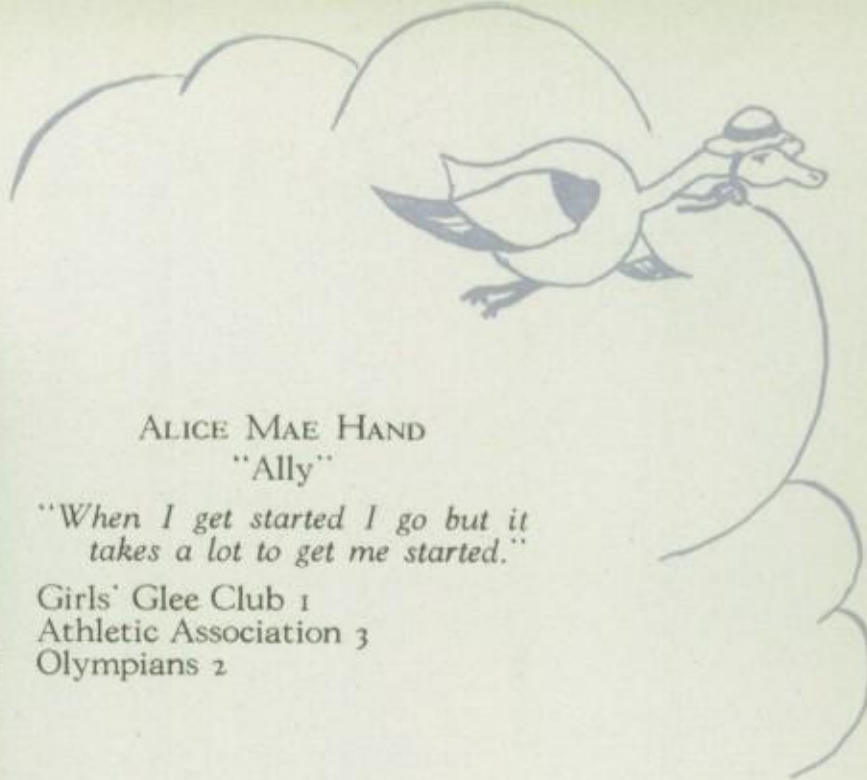 ALICE MAE HAND
"Ally"
"When I get started I go but it
takes a lot to get me started."
Girls' Glee Club 1
Athletic Association 3
Olympians 2